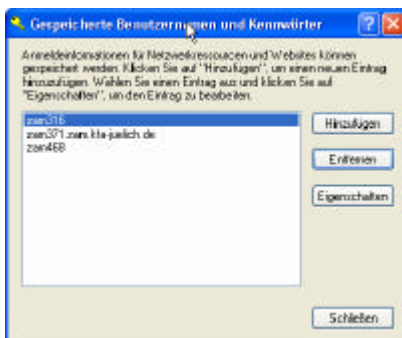 Gespeicherte Benutzernamen und Kennwörter
Anmeldeinformationen für Netzwerkressourcen und Websites können
gespeichert werden. Klicken Sie auf "Hinzufügen", um einen neuen Eintrag
hinzuzufügen. Wählen Sie einen Eintrag aus und klicken Sie auf
"Eigenschaften", um den Eintrag zu bearbeiten.
zam316
zam371.zam.kfa-juelich.de
zam468
Hinzufügen
Entfernen
Eigenschaften
Schließen